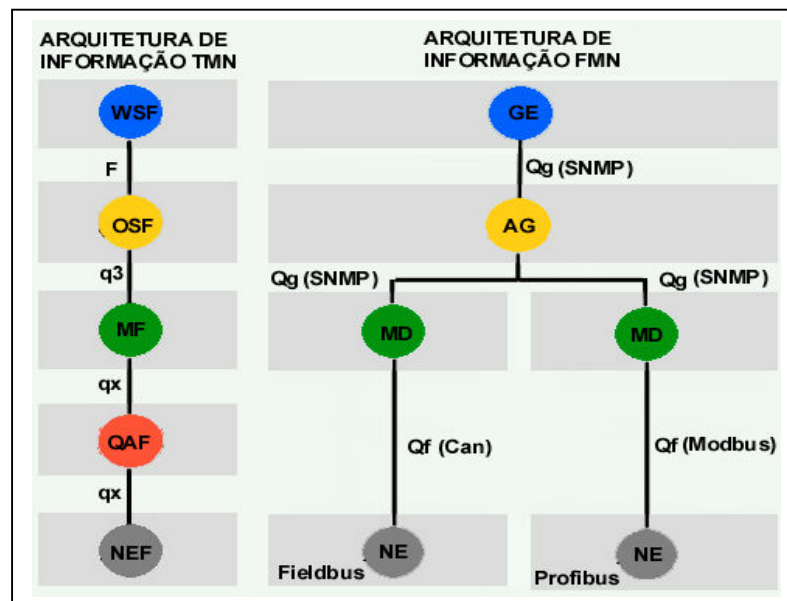 ARQUITETURA DE
INFORMAÇÃO TMN
WSF
F
OSF
q3
MF
qx
QAF
qx
NEF
ARQUITETURA DE
INFORMAÇÃO FMN
GE
Qg (SNMP)
AG
Qg (SNMP)
Qg (SNMP)
MD
MD
Qf (Can)
Qf (Modbus)
NE
Fieldbus
NE
Profibus